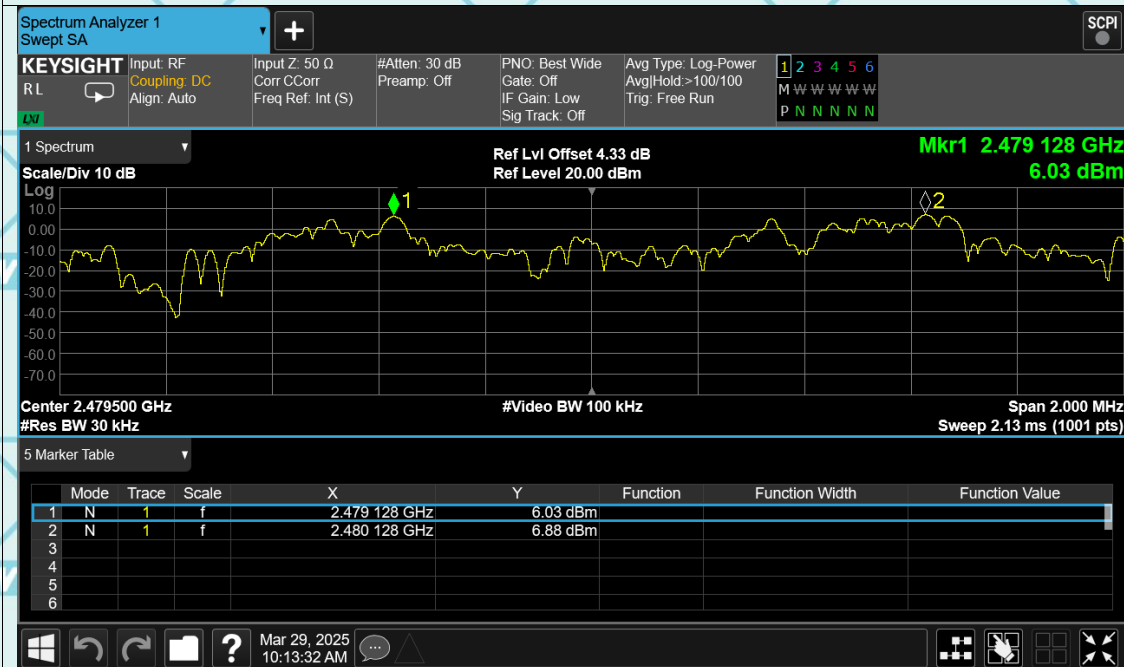 Spectrum Analyzer 1
Swept SA
+
SCPI
KEYSIGHT
RL
LXI
Input: RF
Coupling: DC
Align: Auto
Input Z: 50 Ω
Corr CCorr
Freq Ref: Int (S)
#Atten: 30 dB
Preamp: Off
PNO: Best Wide
Gate: Off
IF Gain: Low
Sig Track: Off
Avg Type: Log-Power
Avg|Hold:>100/100
Trig: Free Run
1 2 3 4 5 6
M W W W W W
P N N N N N
1 Spectrum
Scale/Div 10 dB
Ref Lvl Offset 4.33 dB
Ref Level 20.00 dBm
Mkr1 2.479 128 GHz
6.03 dBm
Log
10.0
0.00
-10.0
-20.0
-30.0
-40.0
-50.0
-60.0
-70.0
1
2
Center 2.479500 GHz
#Res BW 30 kHz
#Video BW 100 kHz
Span 2.000 MHz
Sweep 2.13 ms (1001 pts)
5 Marker Table
Mode Trace Scale X Y Function Function Width Function Value
1 N 1 f 2.479 128 GHz 6.03 dBm
2 N 1 f 2.480 128 GHz 6.88 dBm
3
4
5
6
?
Mar 29, 2025
10:13:32 AM